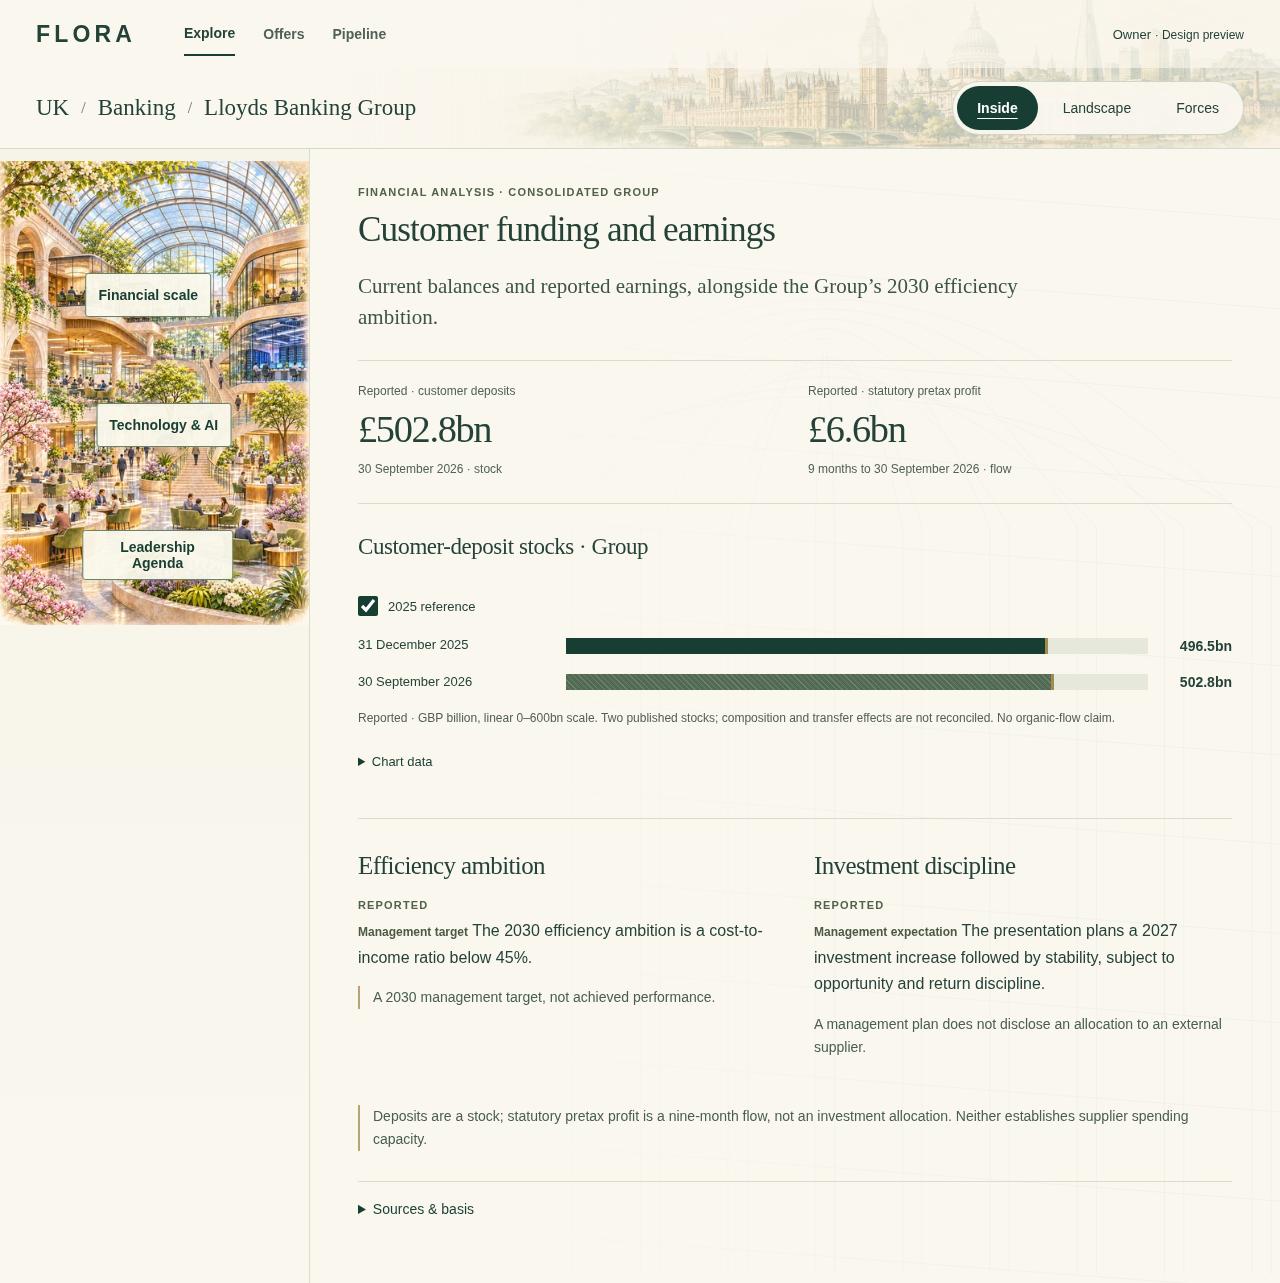 FLORA
Explore
Offers
Pipeline
Owner · Design preview
UK / Banking / Lloyds Banking Group
Inside
Landscape
Forces
Financial scale
Technology & AI
Leadership
Agenda
FINANCIAL ANALYSIS · CONSOLIDATED GROUP
Customer funding and earnings
Current balances and reported earnings, alongside the Group’s 2030 efficiency
ambition.
Reported · customer deposits
£502.8bn
30 September 2026 · stock
Reported · statutory pretax profit
£6.6bn
9 months to 30 September 2026 · flow
Customer-deposit stocks · Group
2025 reference
31 December 2025
496.5bn
30 September 2026
502.8bn
Reported · GBP billion, linear 0–600bn scale. Two published stocks; composition and transfer effects are not reconciled. No organic-flow claim.
Chart data
Efficiency ambition
REPORTED
Management target The 2030 efficiency ambition is a cost-to-
income ratio below 45%.
A 2030 management target, not achieved performance.
Investment discipline
REPORTED
Management expectation The presentation plans a 2027
investment increase followed by stability, subject to
opportunity and return discipline.
A management plan does not disclose an allocation to an external
supplier.
Deposits are a stock; statutory pretax profit is a nine-month flow, not an investment allocation. Neither establishes supplier spending
capacity.
Sources & basis